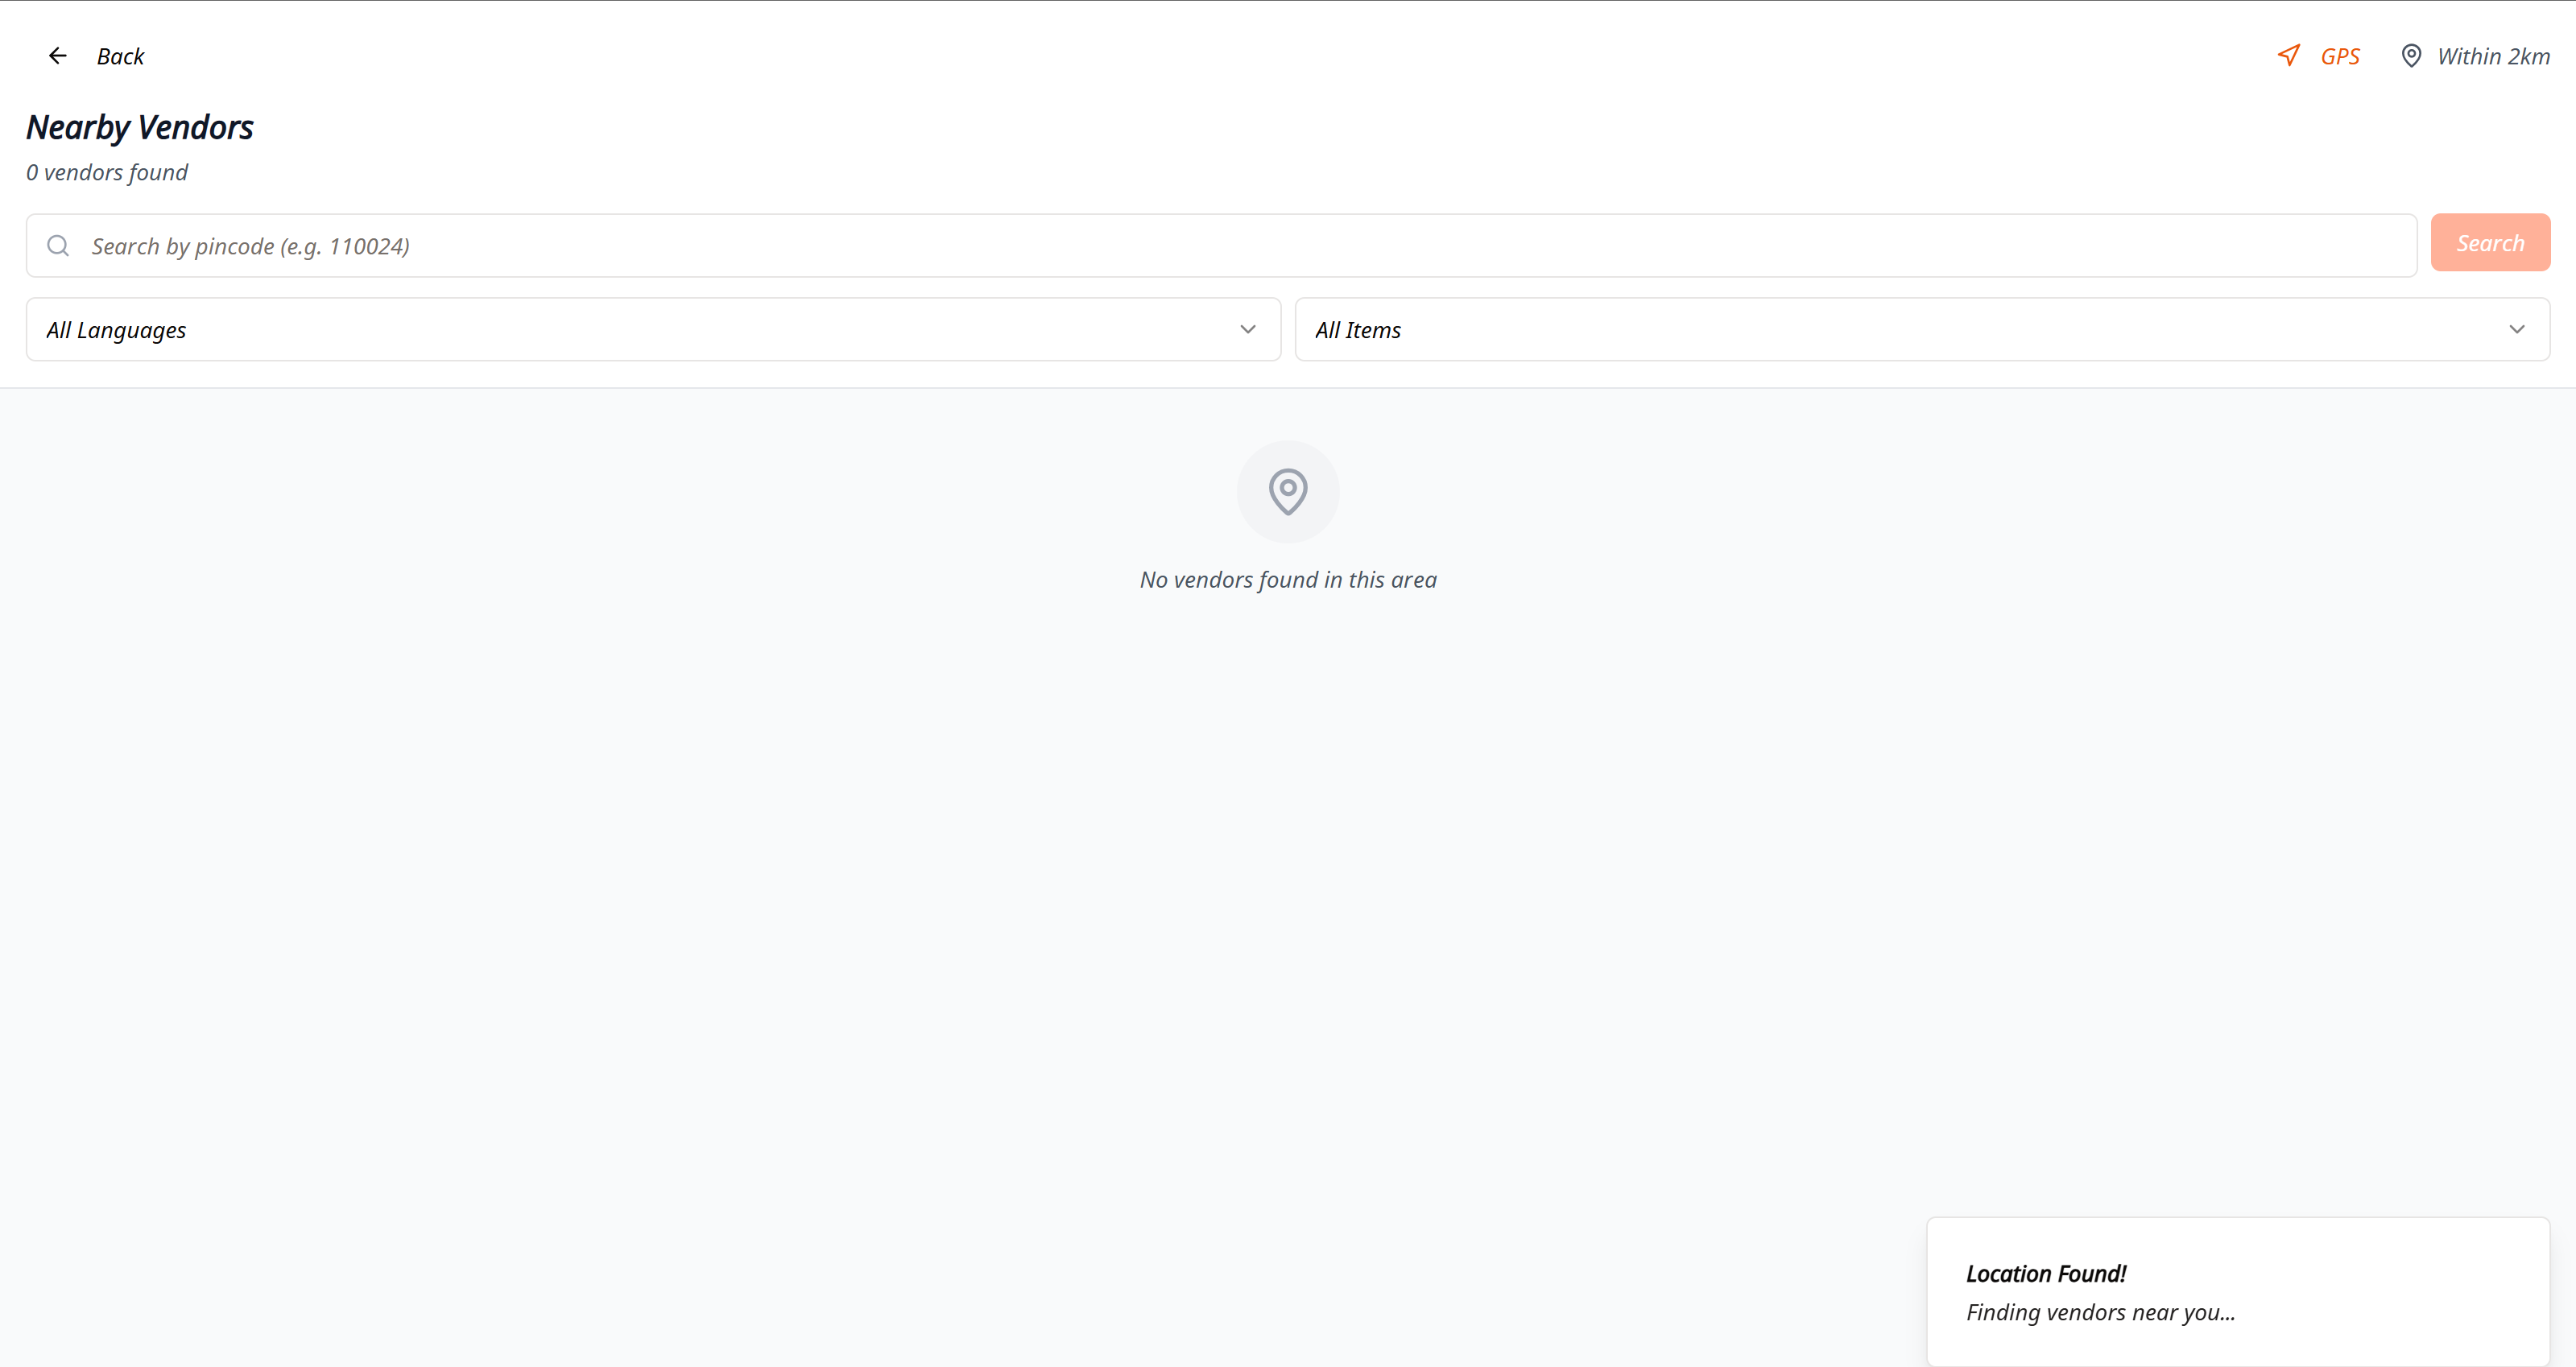 Back
GPS
Within 2km
Nearby Vendors
0 vendors found
Search by pincode (e.g. 110024)
Search
All Languages
All Items
No vendors found in this area
Location Found!
Finding vendors near you...